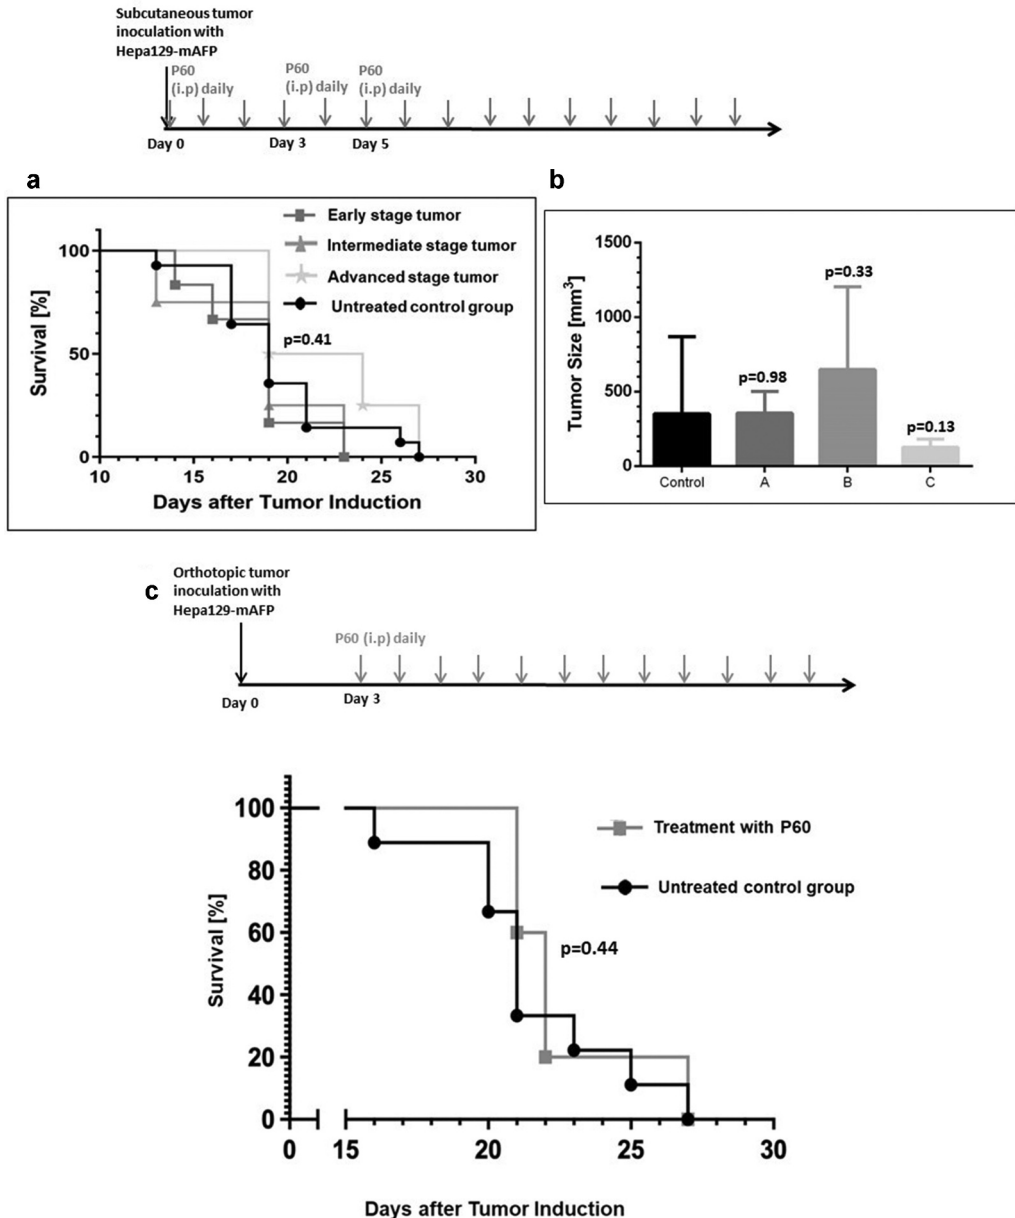 Subcutaneous tumor
inoculation with
Hepa129-mAFP
P60
(i.p) daily
P60
(i.p) daily
P60
(i.p) daily
Day 0
Day 3
Day 5
a
Early stage tumor
Intermediate stage tumor
Advanced stage tumor
Untreated control group
p=0.41
100
50
0
Survival [%]
10
15
20
25
30
Days after Tumor Induction
b
1500
1000
500
0
Tumor Size [mm³]
p=0.98
p=0.33
p=0.13
Control
A
B
C
c
Orthotopic tumor
inoculation with
Hepa129-mAFP
P60 (i.p) daily
Day 0
Day 3
Treatment with P60
Untreated control group
p=0.44
100
80
60
40
20
0
Survival [%]
0
15
20
25
30
Days after Tumor Induction